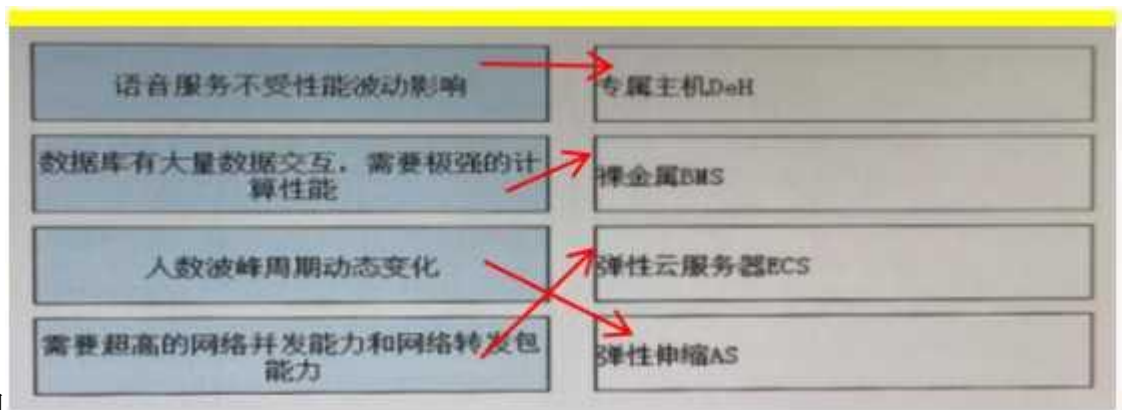 语音服务不受性能波动影响
专属主机DeH
数据库有大量数据交互，需要极强的计
算性能
裸金属BMS
人数波峰周期动态变化
弹性云服务器ECS
需要超高的网络并发能力和网络转发包
能力
弹性伸缩AS